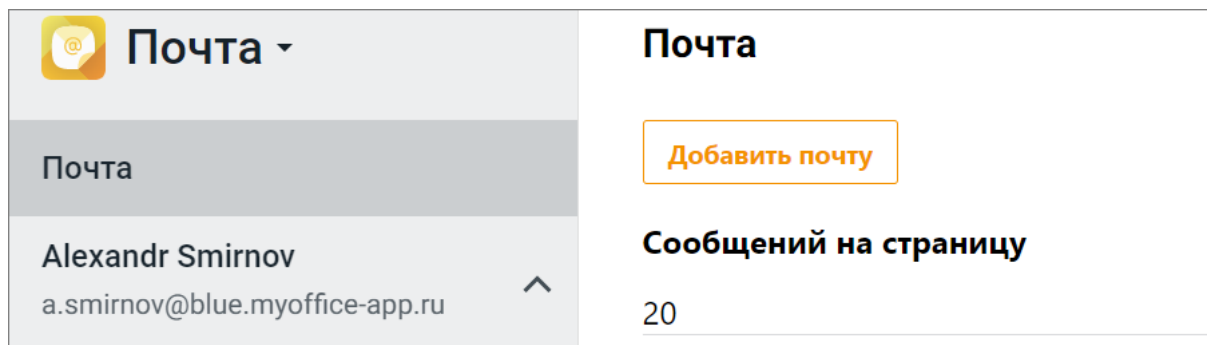 Почта
Почта
Alexandr Smirnov
a.smirnov@blue.myoffice-app.ru
Почта
Добавить почту
Сообщений на страницу
20